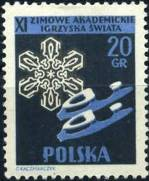 XI ZIMOWE AKADEMICKIE
IGRZYSKA ŚWIATA
20
GR
POLSKA